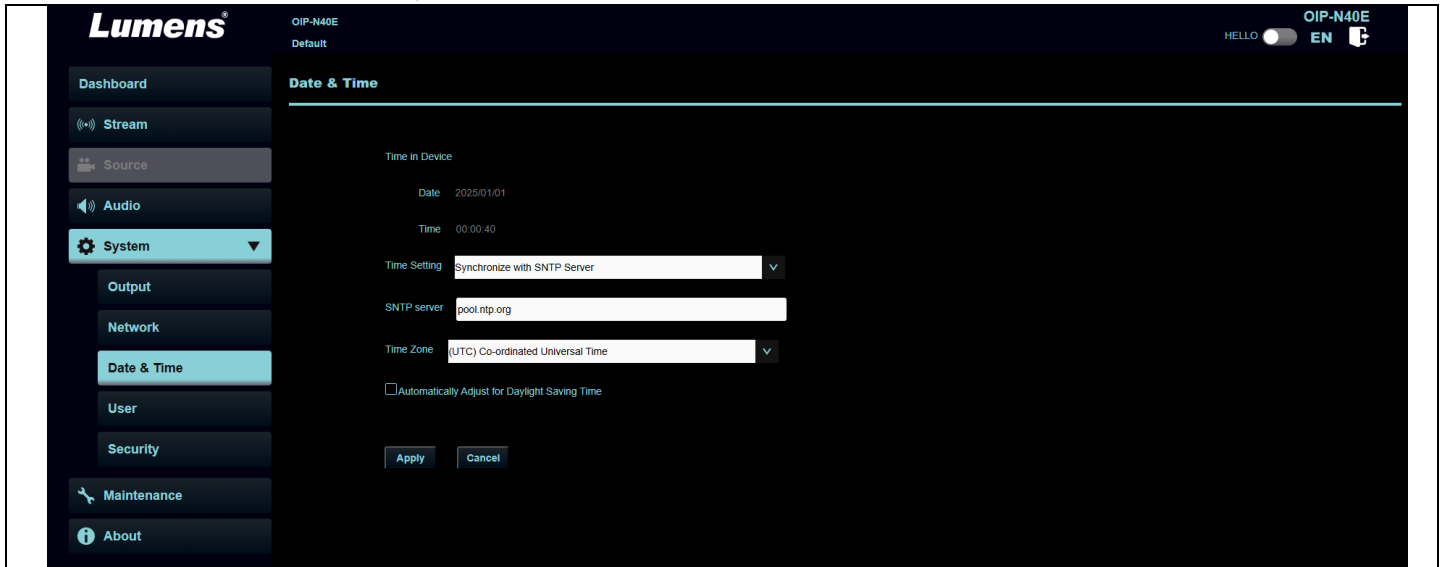 Lumens®
OIP-N40E
Default
OIP-N40E
HELLO EN
Dashboard
Stream
Source
Audio
System
Output
Network
Date & Time
User
Security
Maintenance
About
Date & Time
Time in Device
Date 2025/01/01
Time 00:00:40
Time Setting Synchronize with SNTP Server
SNTP server pool.ntp.org
Time Zone (UTC) Co-ordinated Universal Time
Automatically Adjust for Daylight Saving Time
Apply Cancel